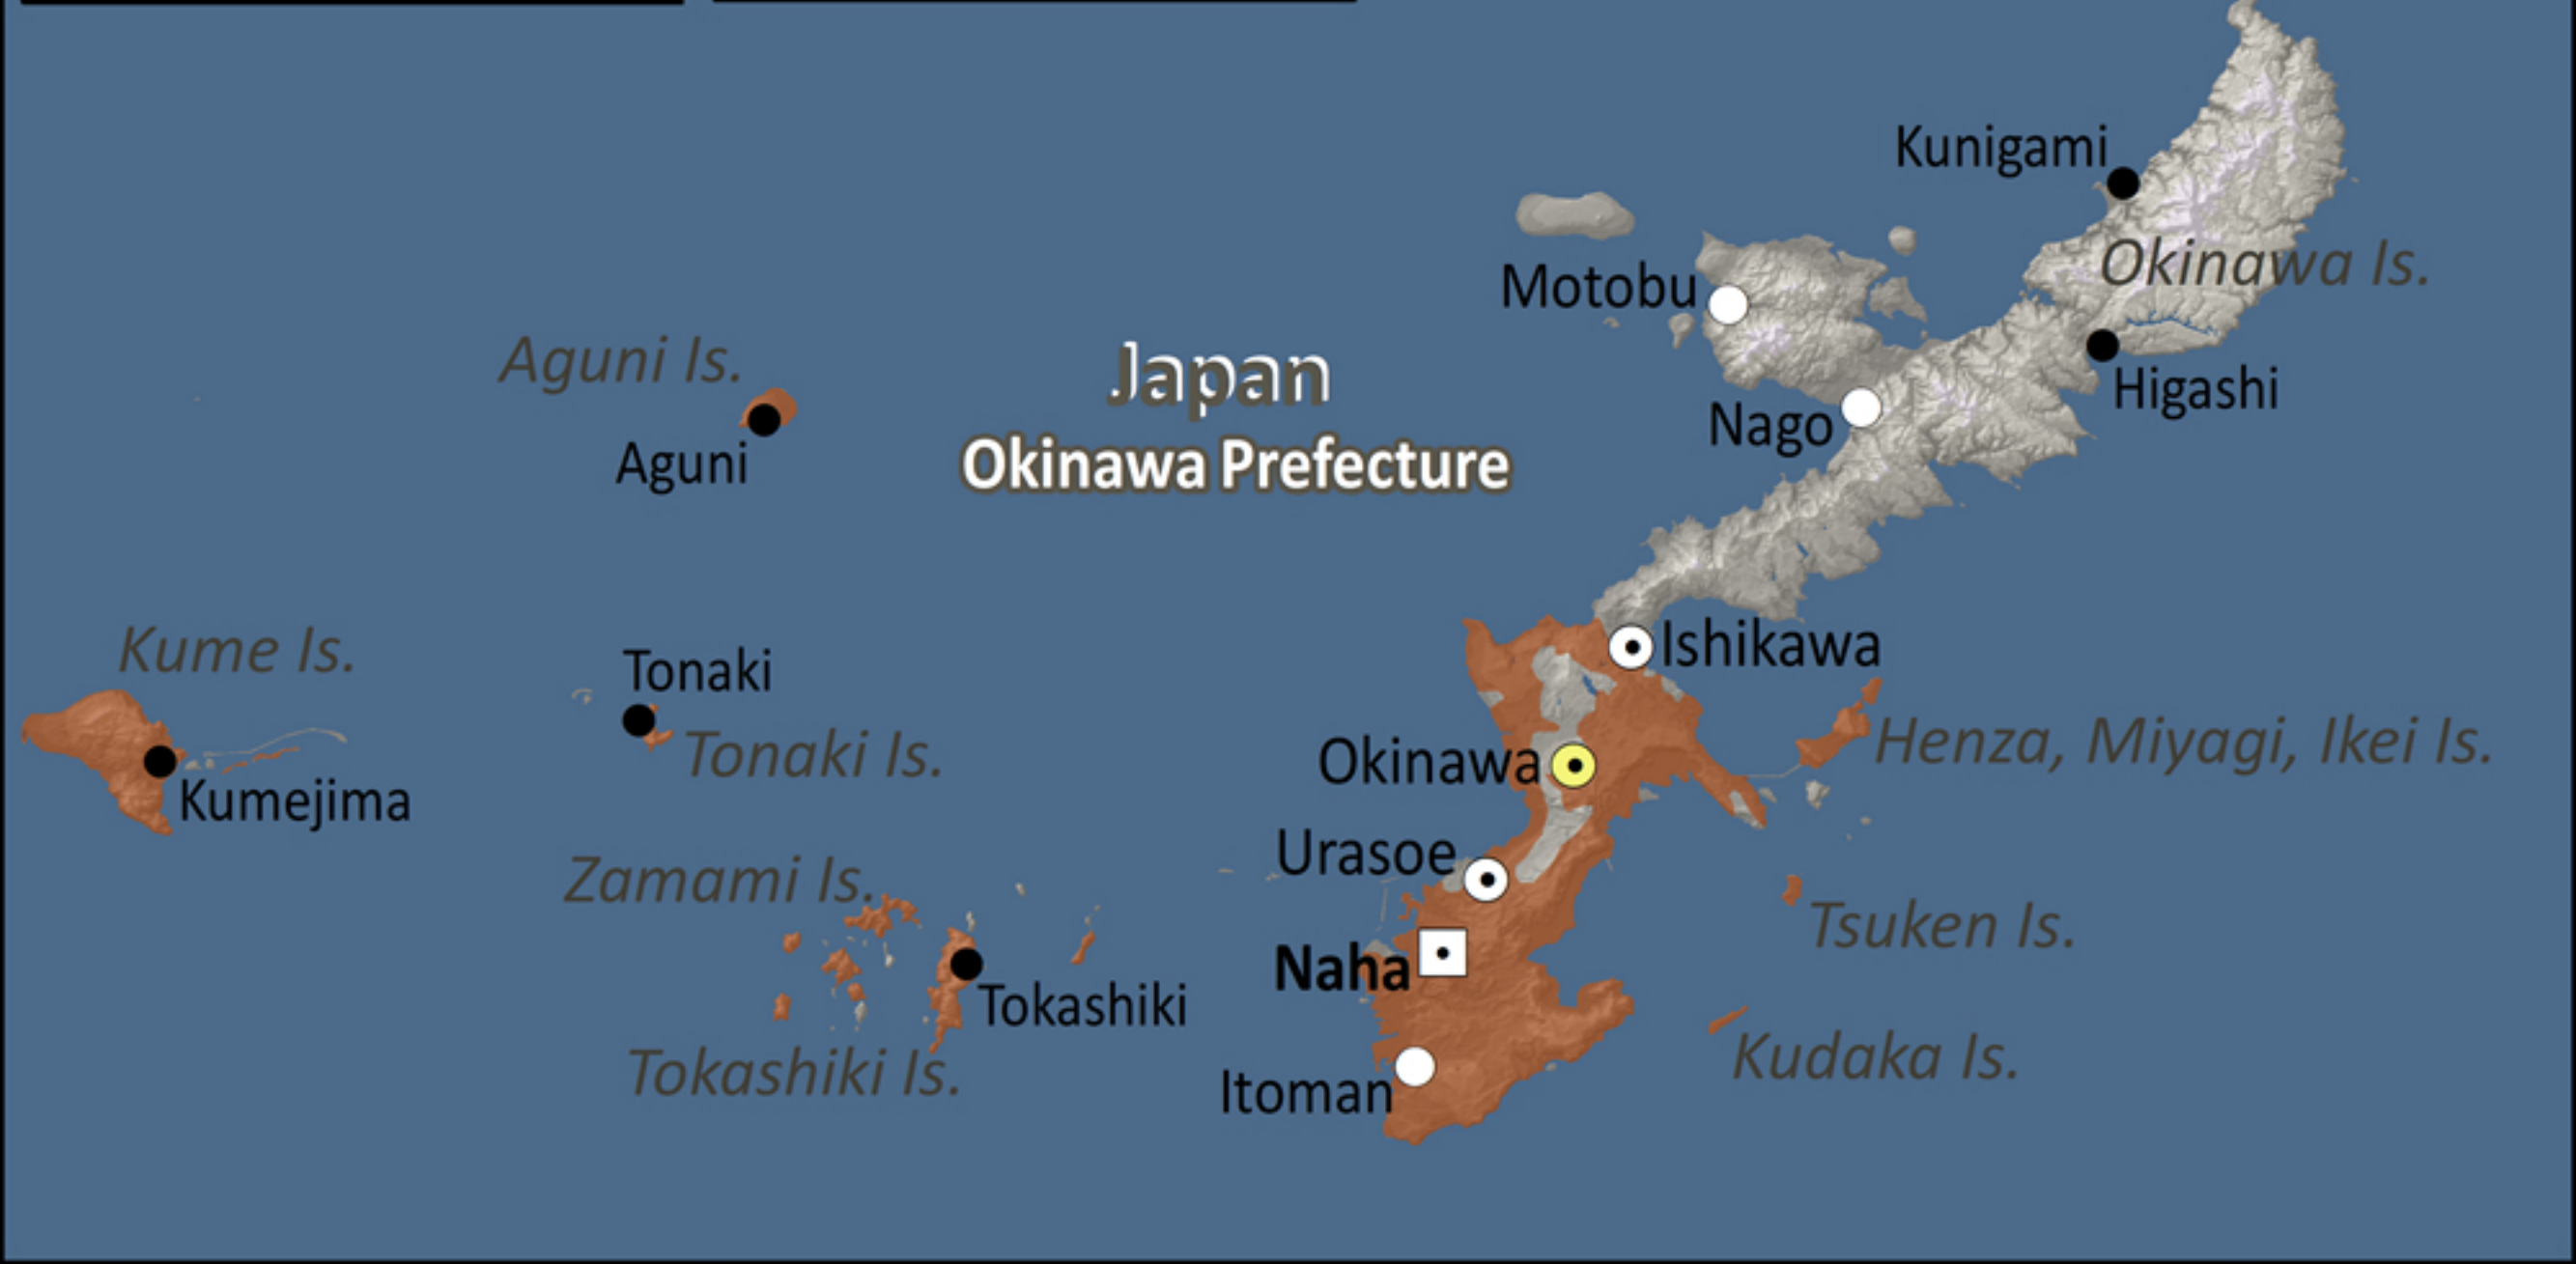 Kunigami
Okinawa Is.
Motobu
Aguni Is.
Japan
Higashi
Nago
Aguni
Okinawa Prefecture
Kume Is.
Tonaki
Ishikawa
Tonaki Is.
Okinawa
Henza, Miyagi, Ikei Is.
Kumejima
Zamami Is.
Urasoe
Tsuken Is.
Naha
Tokashiki
Tokashiki Is.
Kudaka Is.
Itoman